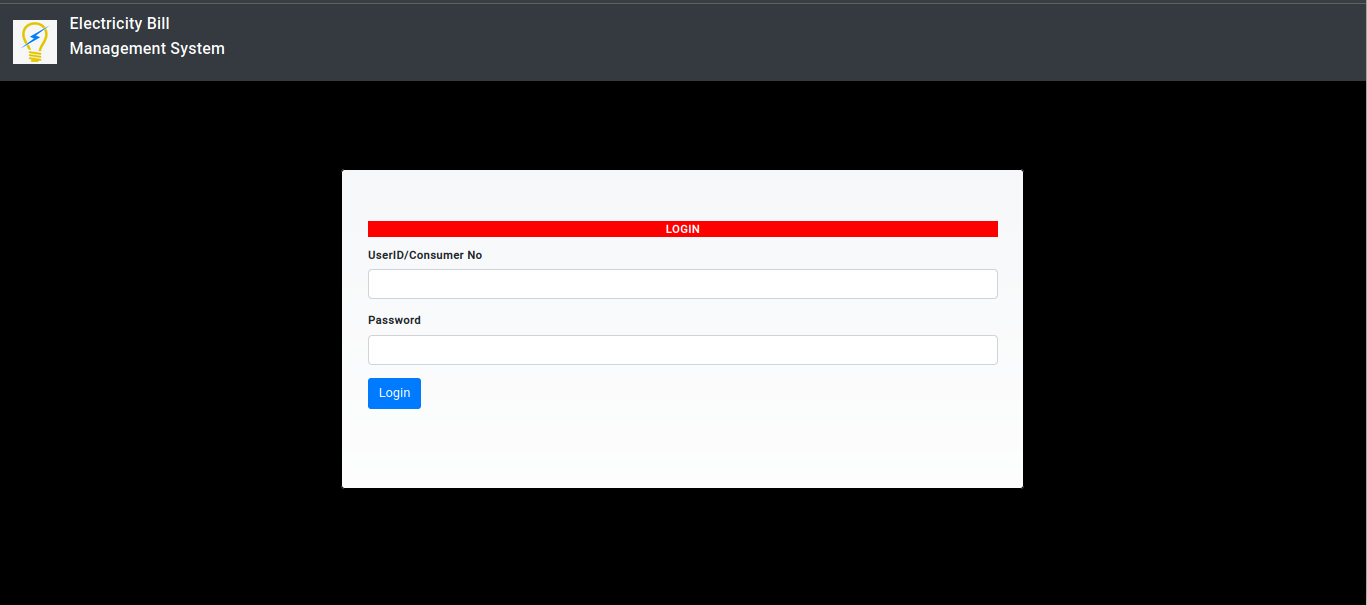 Electricity Bill
Management System
LOGIN
UserID/Consumer No
Password
Login